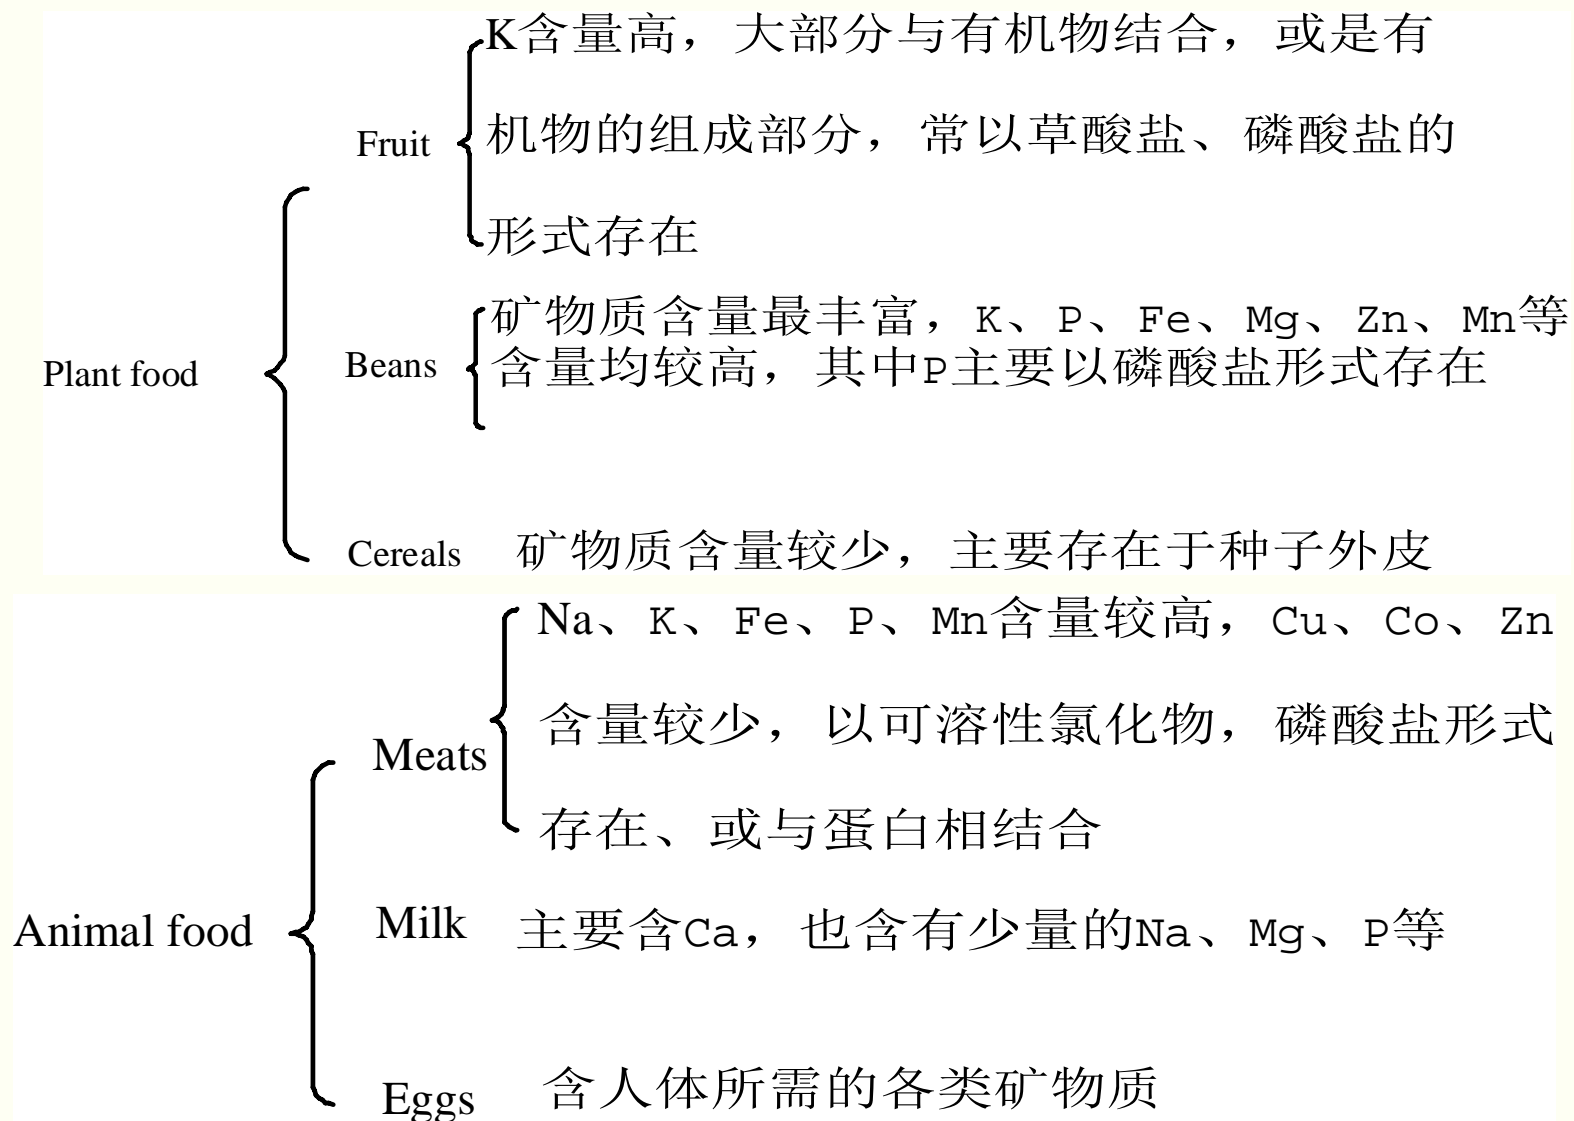 K含量高，大部分与有机物结合，或是有
Fruit 机物的组成部分，常以草酸盐、磷酸盐的
形式存在
矿物质含量最丰富，K、P、Fe、Mg、Zn、Mn等
Plant food Beans 含量均较高，其中P主要以磷酸盐形式存在
Cereals 矿物质含量较少，主要存在于种子外皮
Na、K、Fe、P、Mn含量较高，Cu、Co、Zn
Meats 含量较少，以可溶性氯化物，磷酸盐形式
存在、或与蛋白相结合
Animal food Milk 主要含Ca，也含有少量的Na、Mg、P等
Eggs 含人体所需的各类矿物质